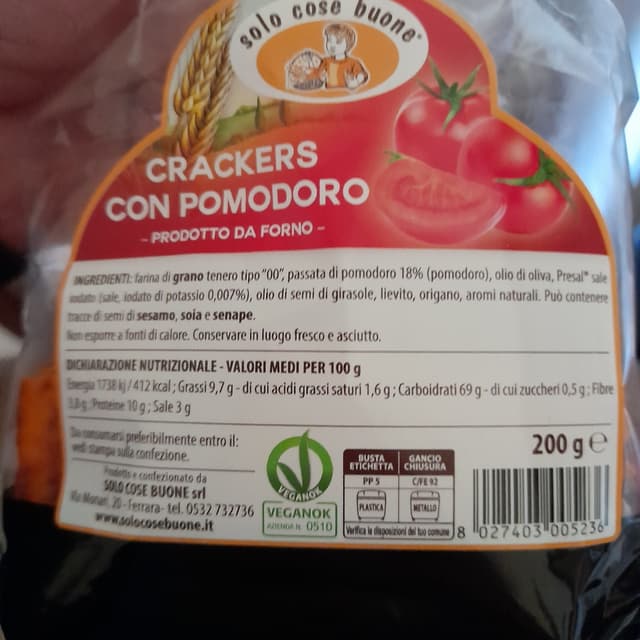 solo cose buone
CRACKERS
CON POMODORO
- PRODOTTO DA FORNO -
INGREDIENTI: farina di grano tenero tipo "00", passata di pomodoro 18% (pomodoro), olio di oliva, Presal® sale
iodato (sale, iodato di potassio 0,007%), olio di semi di girasole, lievito, origano, aromi naturali. Può contenere
tracce di semi di sesamo, soia e senape.
Non esporre a fonti di calore. Conservare in luogo fresco e asciutto.
DICHIARAZIONE NUTRIZIONALE - VALORI MEDI PER 100 g
Energia 1738 kj / 412 kcal ; Grassi 9,7 g - di cui acidi grassi saturi 1,6 g ; Carboidrati 69 g - di cui zuccheri 0,5 g ; Fibre
3,8 g ; Proteine 10 g ; Sale 3 g
Da consumarsi preferibilmente entro il:
vedi stampa sulla confezione.
200 g e
Prodotto e confezionato da
SOLO COSE BUONE srl
Via Monari, 20 - Ferrara- tel. 0532 732736
www.solocosebuone.it
VEGANOK
VEGANOK
AZIENDA N. 0510
BUSTA ETICHETTA
GANCIO CHIUSURA
PP 5
C/FE 92
PLASTICA
METALLO
Verifica le disposizioni del tuo comune
8 027403 005236